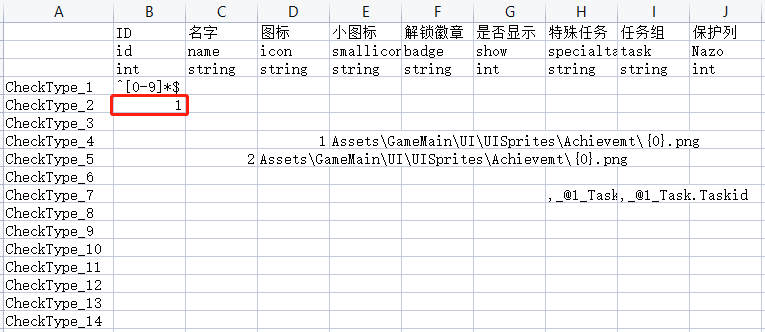 A B C D E F G H I J
ID 名字 图标 小图标 解锁徽章 是否显示 特殊任务 任务组 保护列
id name icon smallicon badge show specialta task Nazo
int string string string string int string string int
CheckType_1 ^[0-9]*$
CheckType_2 1
CheckType_3
CheckType_4 1 Assets\GameMain\UI\UISprites\Achievemt\{0}.png
CheckType_5 2 Assets\GameMain\UI\UISprites\Achievemt\{0}.png
CheckType_6
CheckType_7 ,_@1_Task ,_@1_Task.Taskid
CheckType_8
CheckType_9
CheckType_10
CheckType_11
CheckType_12
CheckType_13
CheckType_14